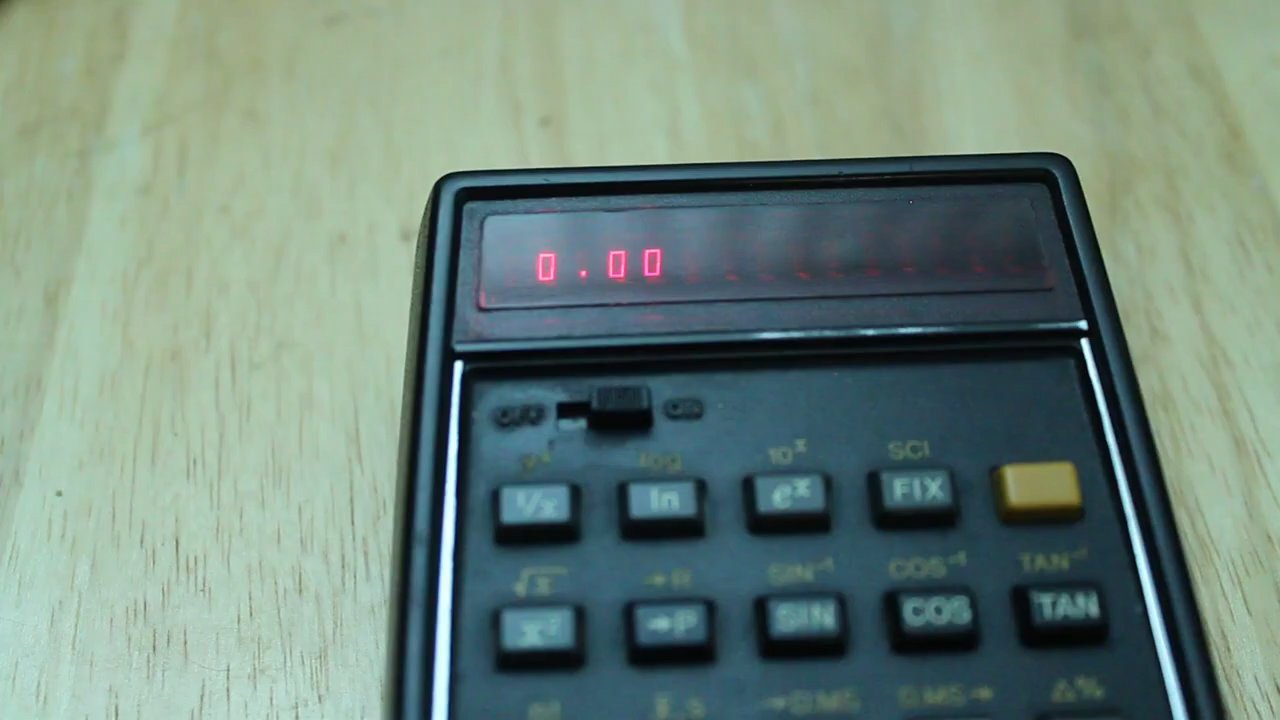 0.00
OFF ON
yˣ log 10ˣ SCI
1/x ln eˣ FIX
√x →R SIN⁻¹ COS⁻¹ TAN⁻¹
x² →P SIN COS TAN
n! x̄,s →D.MS D.MS→ Δ%